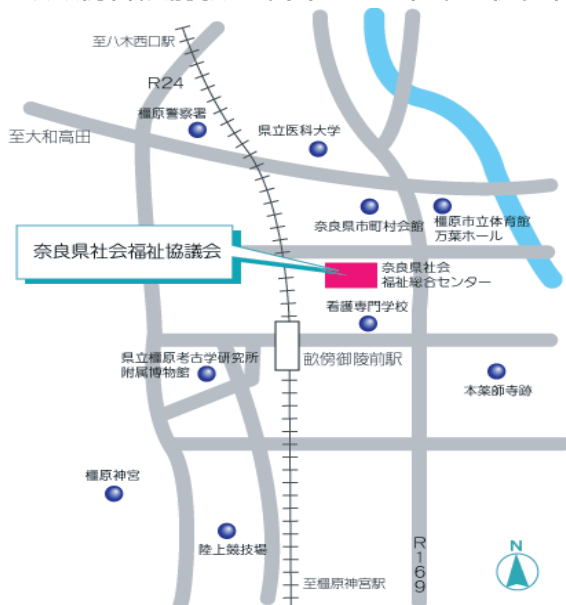 至八木西口駅
R24
橿原警察署
県立医科大学
至大和高田
奈良県市町村会館
橿原市立体育館
万葉ホール
奈良県社会福祉協議会
奈良県社会
福祉総合センター
看護専門学校
畝傍御陵前駅
県立橿原考古学研究所
附属博物館
本薬師寺跡
橿原神宮
陸上競技場
R169
至橿原神宮駅
N